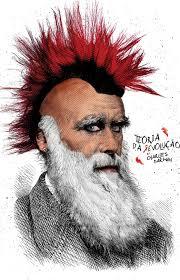 TEORIA
DA REVOLUÇÃO
CHARLES
DARWIN